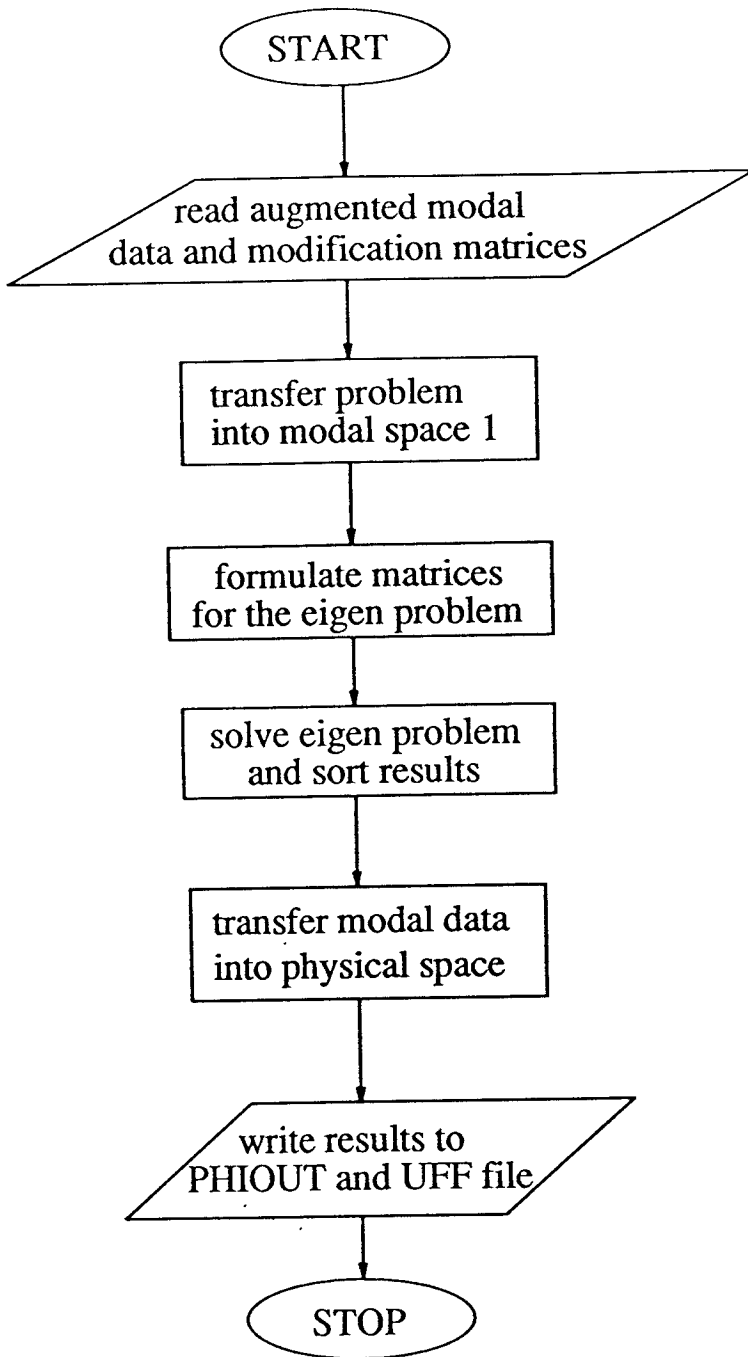 START
read augmented modal
data and modification matrices
transfer problem
into modal space 1
formulate matrices
for the eigen problem
solve eigen problem
and sort results
transfer modal data
into physical space
write results to
PHIOUT and UFF file
STOP